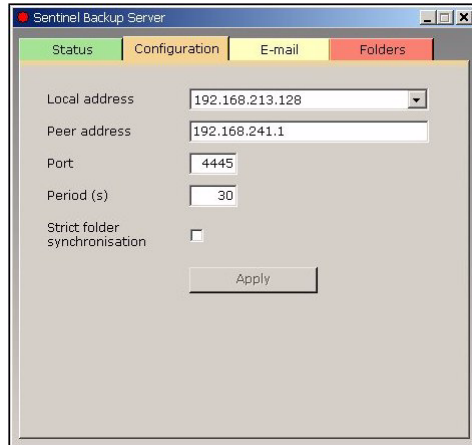 Sentinel Backup Server
Status Configuration E-mail Folders
Local address 192.168.213.128
Peer address 192.168.241.1
Port 4445
Period (s) 30
Strict folder
synchronisation
Apply